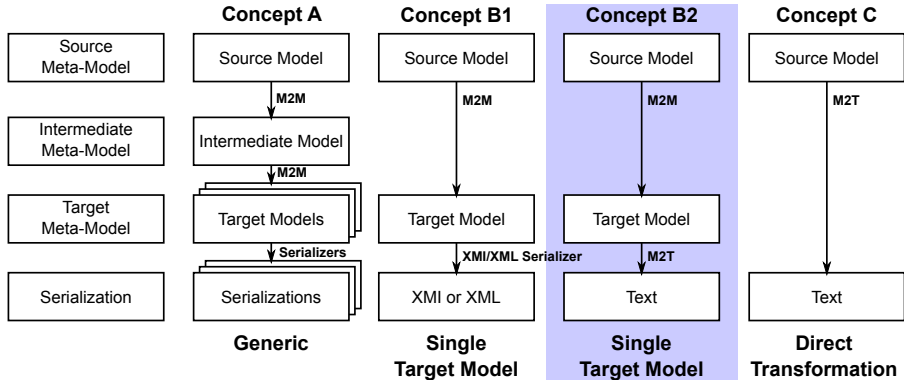 Concept A
Concept B1
Concept B2
Concept C
Source
Meta-Model
Source Model
Source Model
Source Model
Source Model
M2M
M2M
M2M
M2T
Intermediate
Meta-Model
Intermediate Model
M2M
Target
Meta-Model
Target Models
Target Model
Target Model
Serializers
XMI/XML Serializer
M2T
Serialization
Serializations
XMI or XML
Text
Text
Generic
Single
Target Model
Single
Target Model
Direct
Transformation